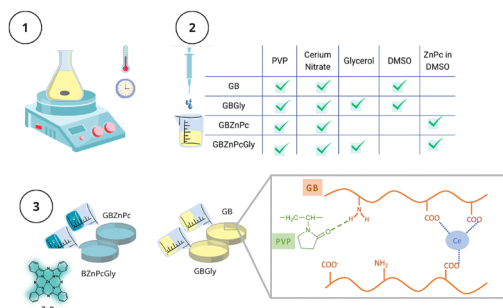 1
2
PVP Cerium Nitrate Glycerol DMSO ZnPc in DMSO
GB
GBGly
GBZnPc
GBZnPcGly
3
GBZnPc
BZnPcGly
GB
GBGly
GB
PVP
–H₂C–CH–
N
O
N
H H
COO⁻
COO⁻
Ce
COO⁻
NH₂
COO⁻